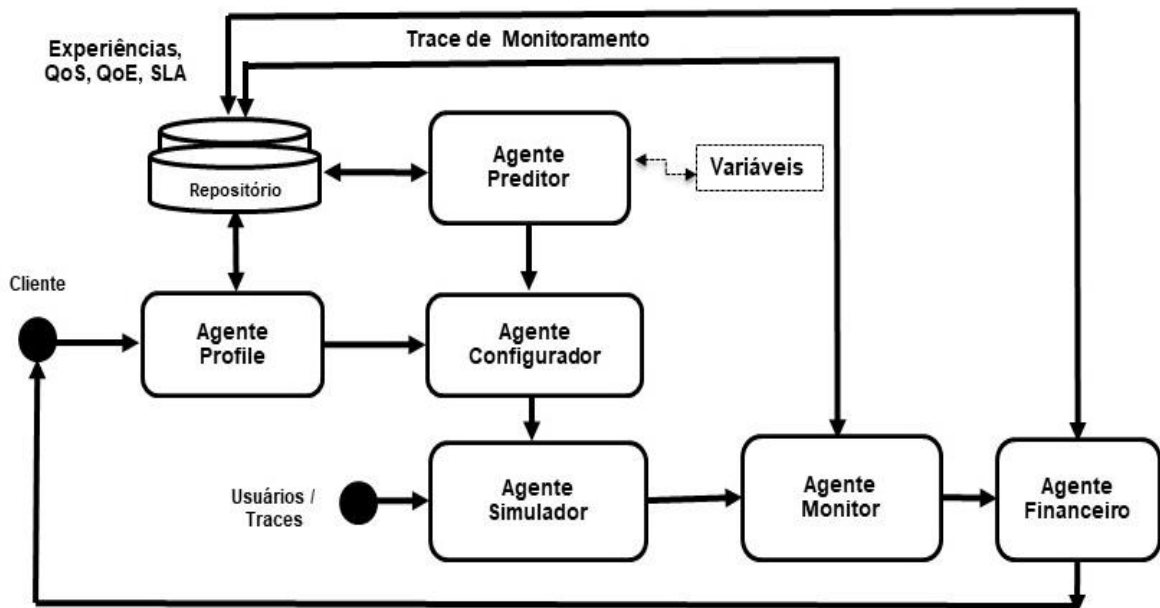 Experiências,
QoS, QoE, SLA
Trace de Monitoramento
Repositório
Agente
Preditor
Variáveis
Cliente
Agente
Profile
Agente
Configurador
Usuários /
Traces
Agente
Simulador
Agente
Monitor
Agente
Financeiro